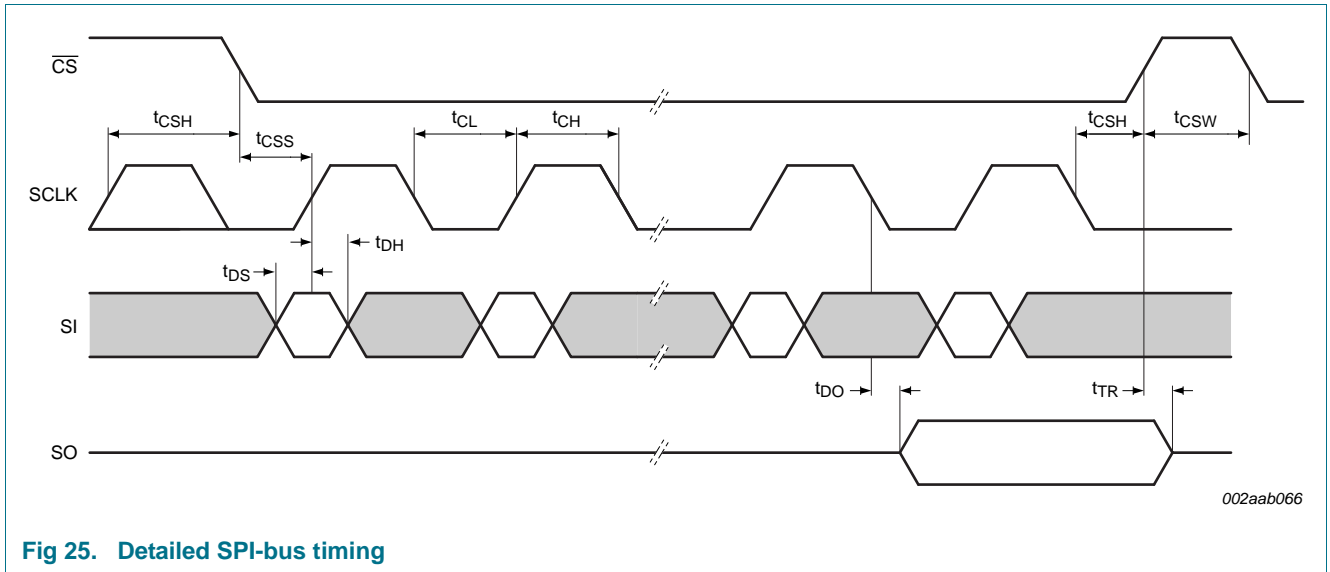 CS
tCSH
tCSS
tCL
tCH
tCSH
tCSW
SCLK
tDH
tDS
SI
tDO
tTR
SO
002aab066
Fig 25. Detailed SPI-bus timing